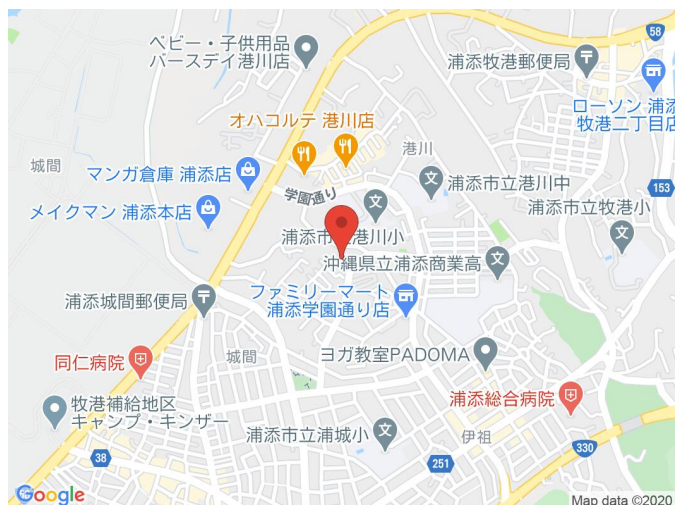 58
ベビー・子供用品
バースデイ港川店
浦添牧港郵便局
ローソン 浦添
牧港二丁目店
オハコルテ 港川店
港川
城間
マンガ倉庫 浦添店
学園通り
浦添市立港川中
153
メイクマン 浦添本店
浦添市立牧港小
浦添市
港川小
沖縄県立浦添商業高
浦添城間郵便局
ファミリーマート
浦添学園通り店
同仁病院
城間
ヨガ教室PADOMA
牧港補給地区
キャンプ・キンザー
浦添総合病院
浦添市立浦城小
伊祖
38
251
330
Google
Map data ©2020